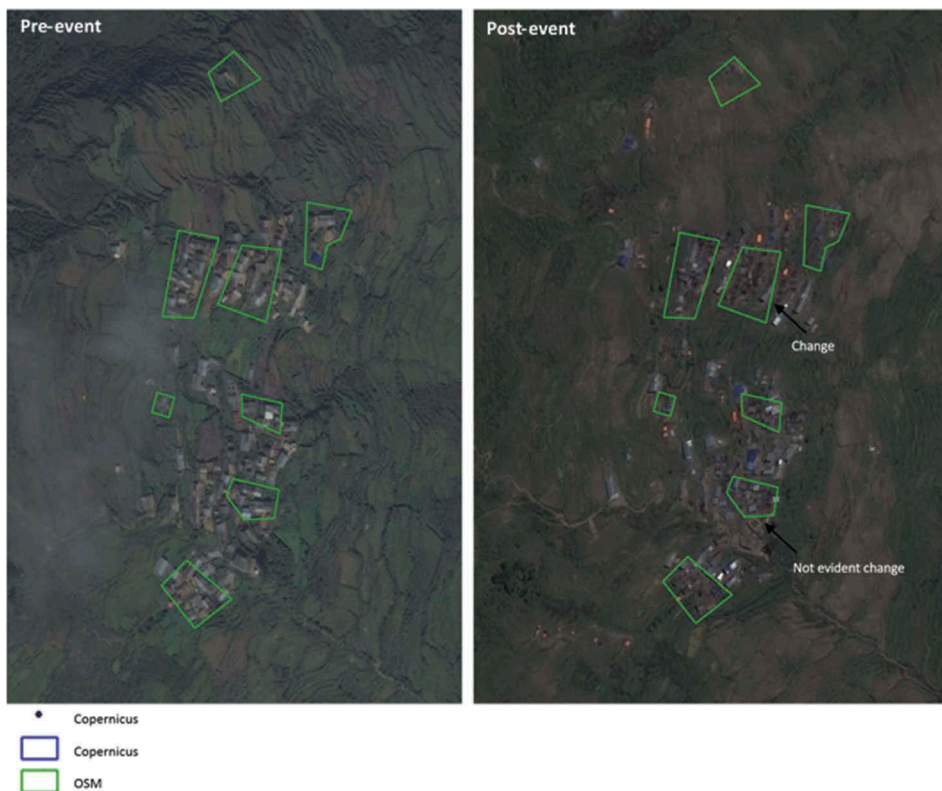 Pre-event
Post-event
Change
Not evident change
Copernicus
Copernicus
OSM